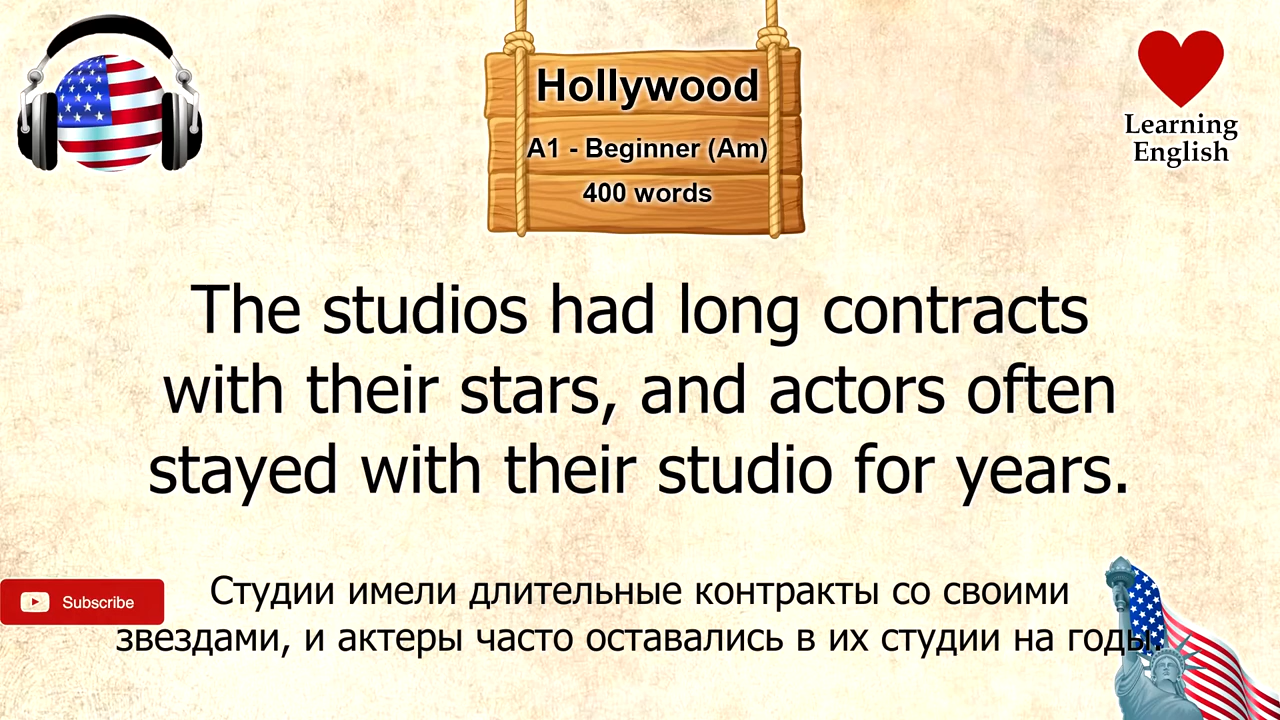 Hollywood
A1 - Beginner (Am)
400 words
Learning
English
The studios had long contracts
with their stars, and actors often
stayed with their studio for years.
Subscribe
Студии имели длительные контракты со своими
звездами, и актеры часто оставались в их студии на годы.